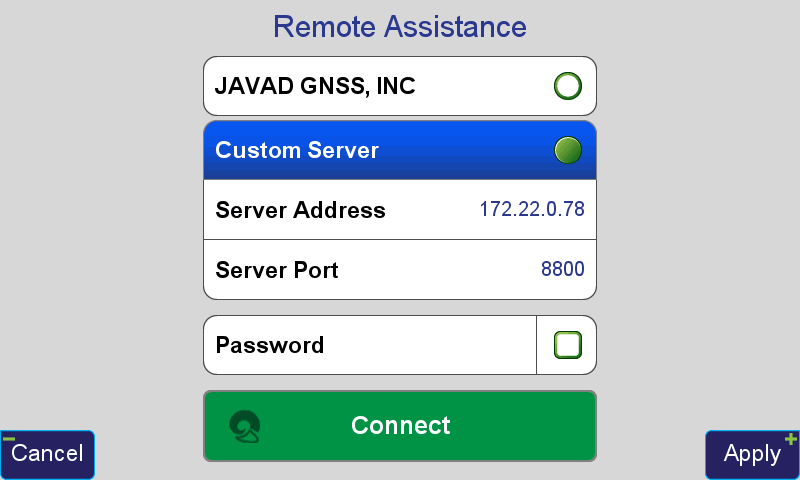 Remote Assistance
JAVAD GNSS, INC
Custom Server
Server Address 172.22.0.78
Server Port 8800
Password
Connect
Cancel
Apply